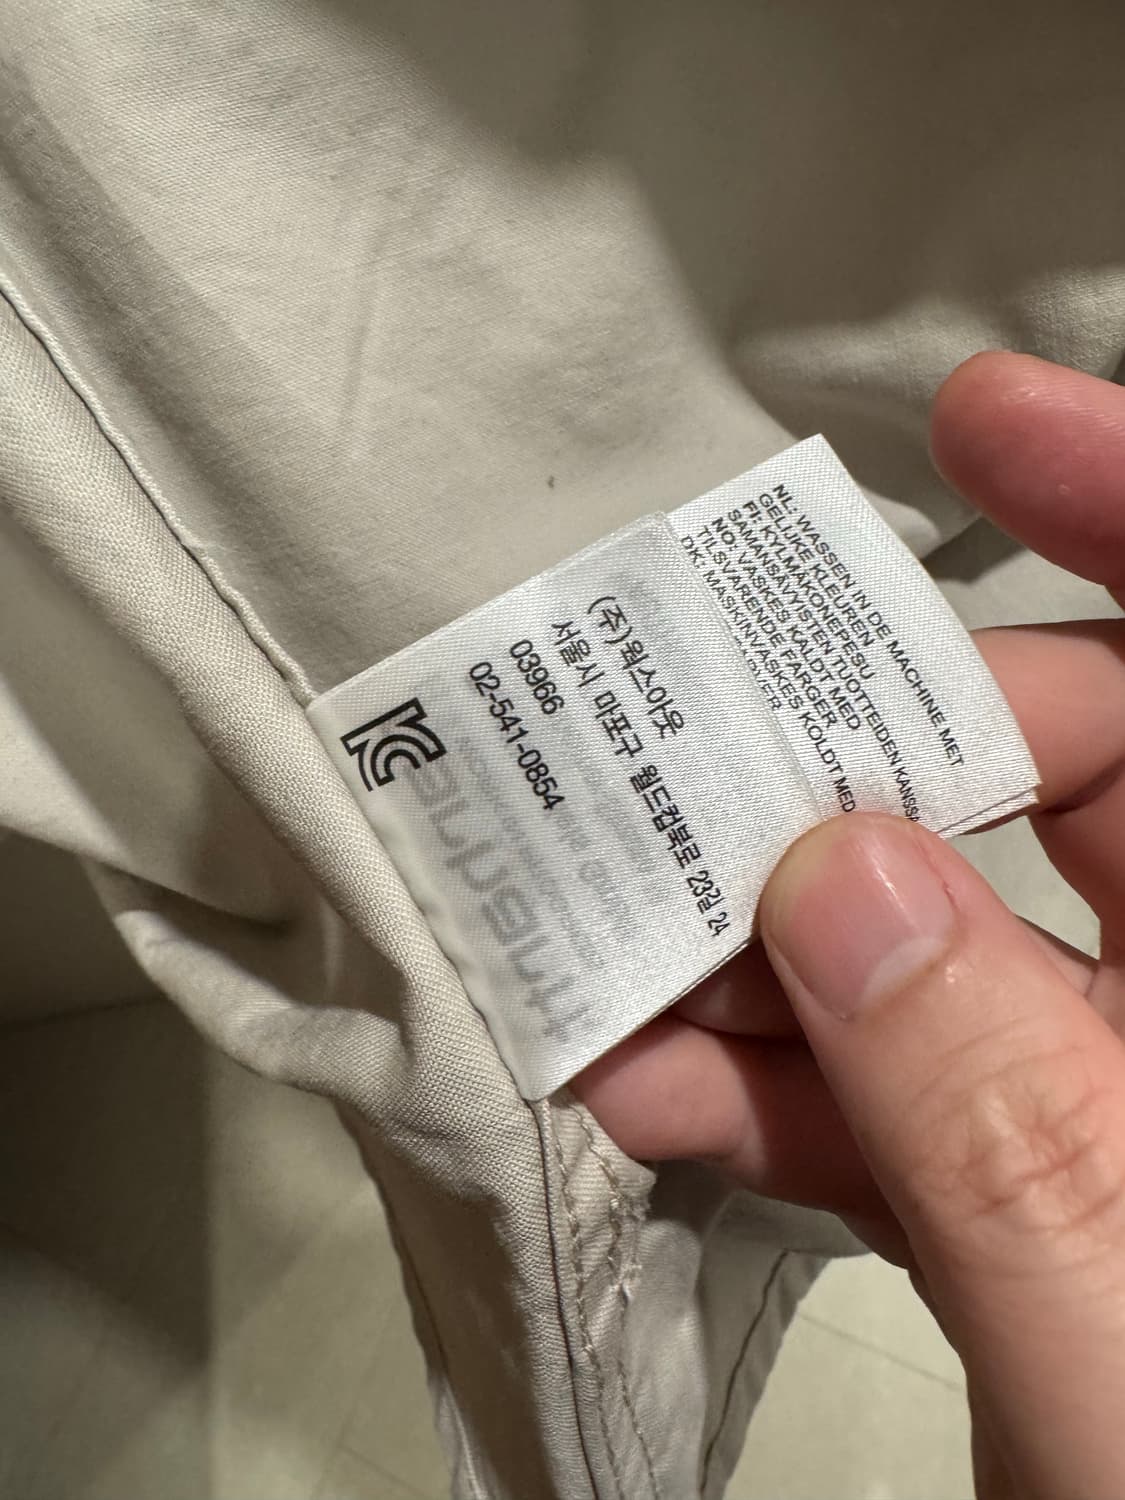 (주)웍스아웃
서울시 마포구 월드컵북로 23길 24
03966
02-541-0854
NL: WASSEN IN DE MACHINE MET
GELIJKE KLEUREN
FI: KYLMÄKONEPESU
SAMANSÄVYISTEN TUOTTEIDEN KANSSA
NO: VASKES KALDT MED
TILSVARENDE FARGER
DK: MASKINVASKES KOLDT MED